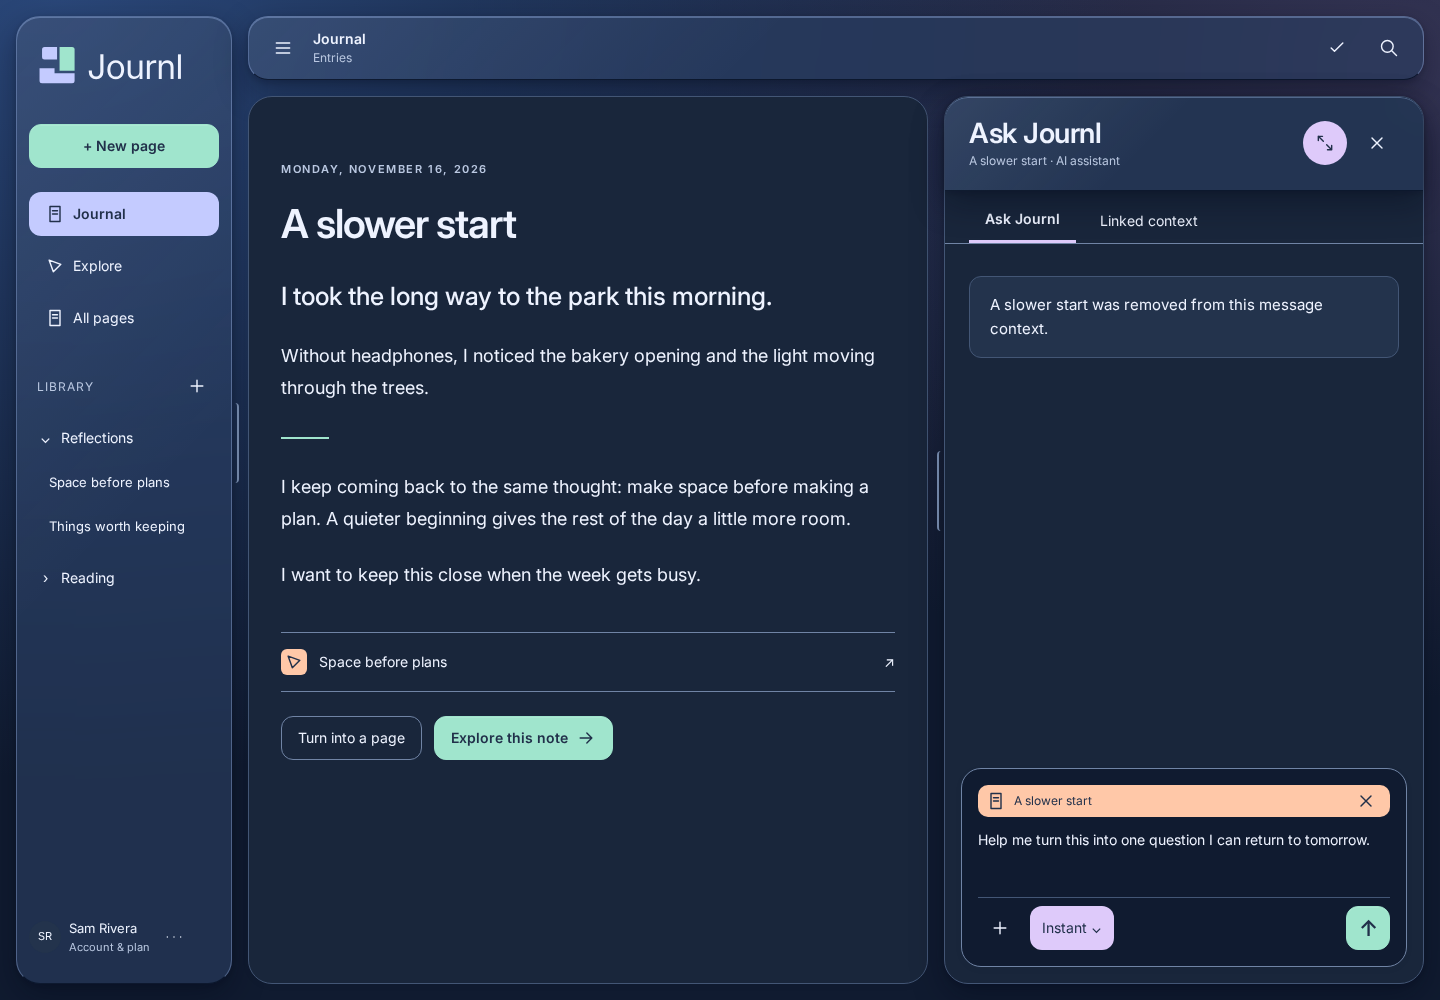 Journl
+ New page
Journal
Explore
All pages
LIBRARY
Reflections
Space before plans
Things worth keeping
Reading
SR
Sam Rivera
Account & plan
Journal
Entries
MONDAY, NOVEMBER 16, 2026
A slower start
I took the long way to the park this morning.
Without headphones, I noticed the bakery opening and the light moving
through the trees.
I keep coming back to the same thought: make space before making a
plan. A quieter beginning gives the rest of the day a little more room.
I want to keep this close when the week gets busy.
Space before plans
Turn into a page
Explore this note
Ask Journl
A slower start · AI assistant
Ask Journl
Linked context
A slower start was removed from this message
context.
A slower start
Help me turn this into one question I can return to tomorrow.
Instant